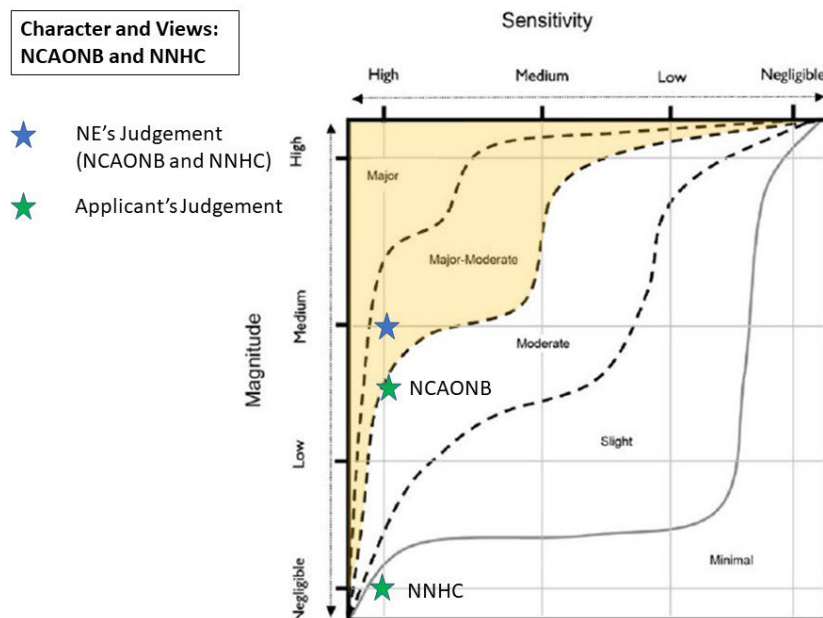 Character and Views:
NCAONB and NNHC
NE's Judgement
(NCAONB and NNHC)
Applicant's Judgement
Sensitivity
High
Medium
Low
Negligible
Magnitude
High
Medium
Low
Negligible
Major
Major-Moderate
Moderate
Slight
Minimal
NCAONB
NNHC